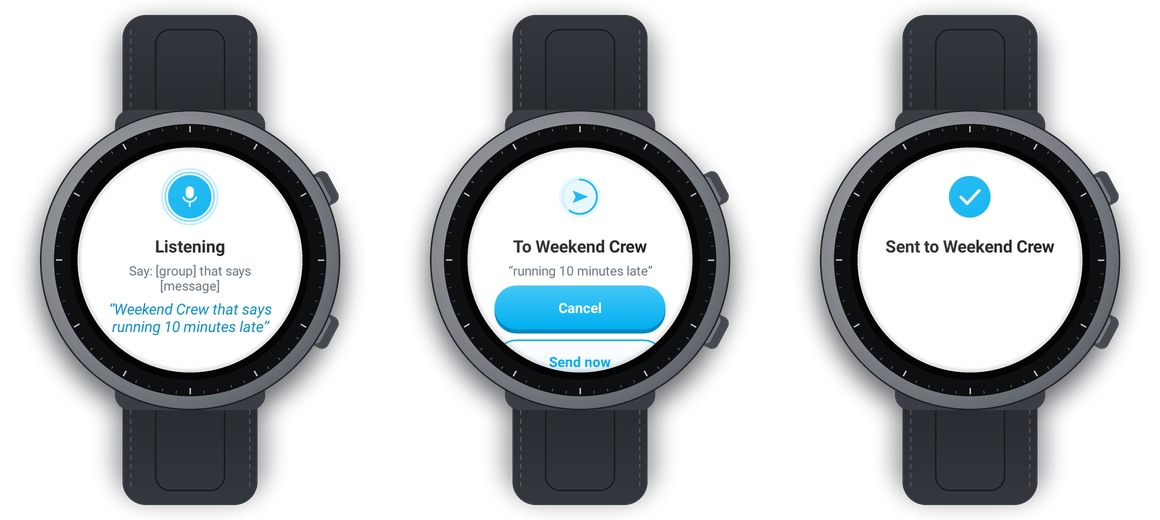 Listening
Say: [group] that says
[message]
“Weekend Crew that says
running 10 minutes late”
To Weekend Crew
“running 10 minutes late”
Cancel
Send now
Sent to Weekend Crew